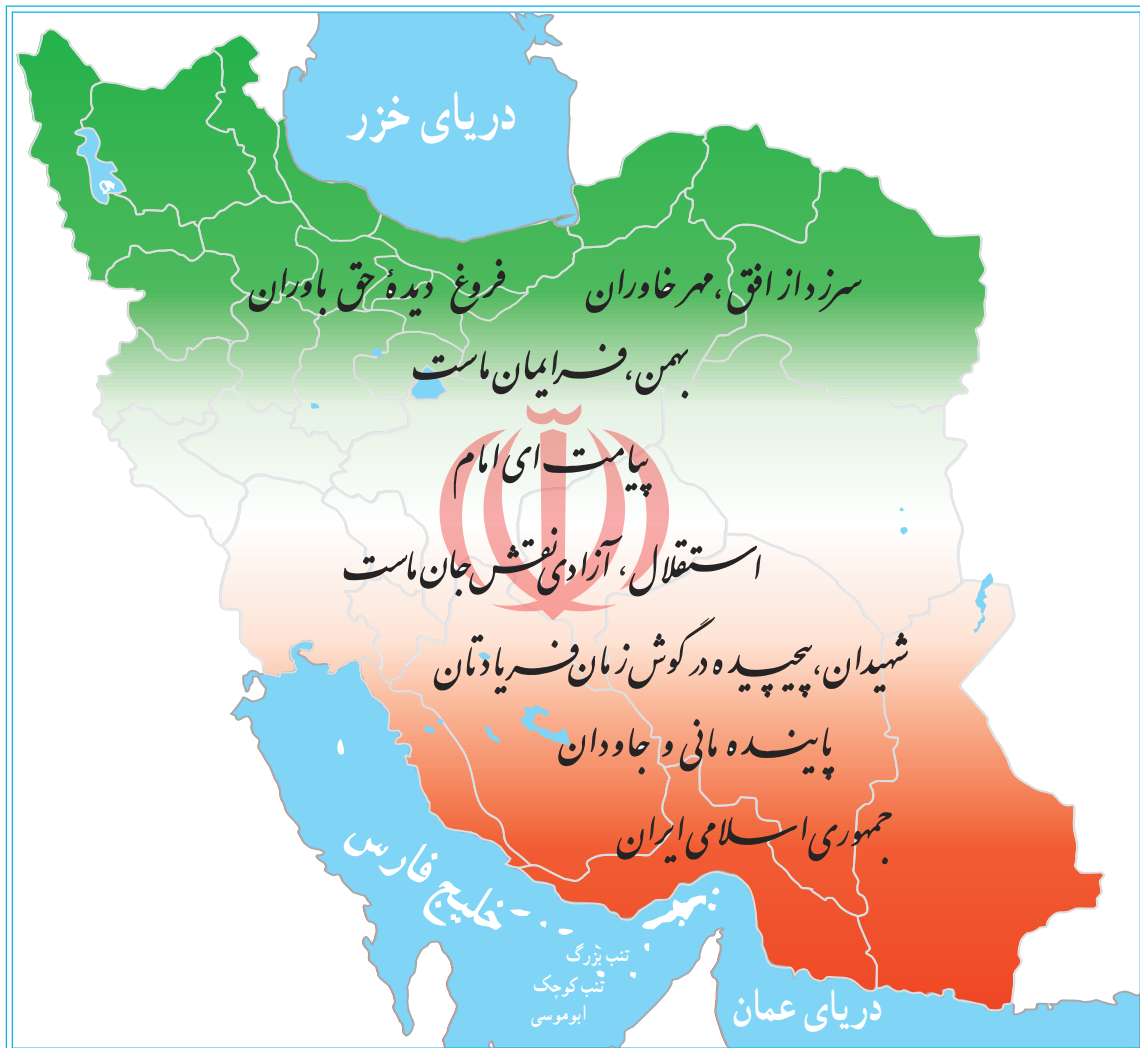 دریای خزر
سرزد از افق، مهر خاوران فروغ دیدهٔ حق باوران
بهمن، فر ایمان ماست
پیامت ای امام
استقلال، آزادی نقش جان ماست
شهیدان، پیچیده در گوش زمان فریادتان
پاینده مانی و جاودان
جمهوری اسلامی ایران
خلیج فارس
تنب بزرگ
تنب کوچک
ابوموسی
دریای عمان